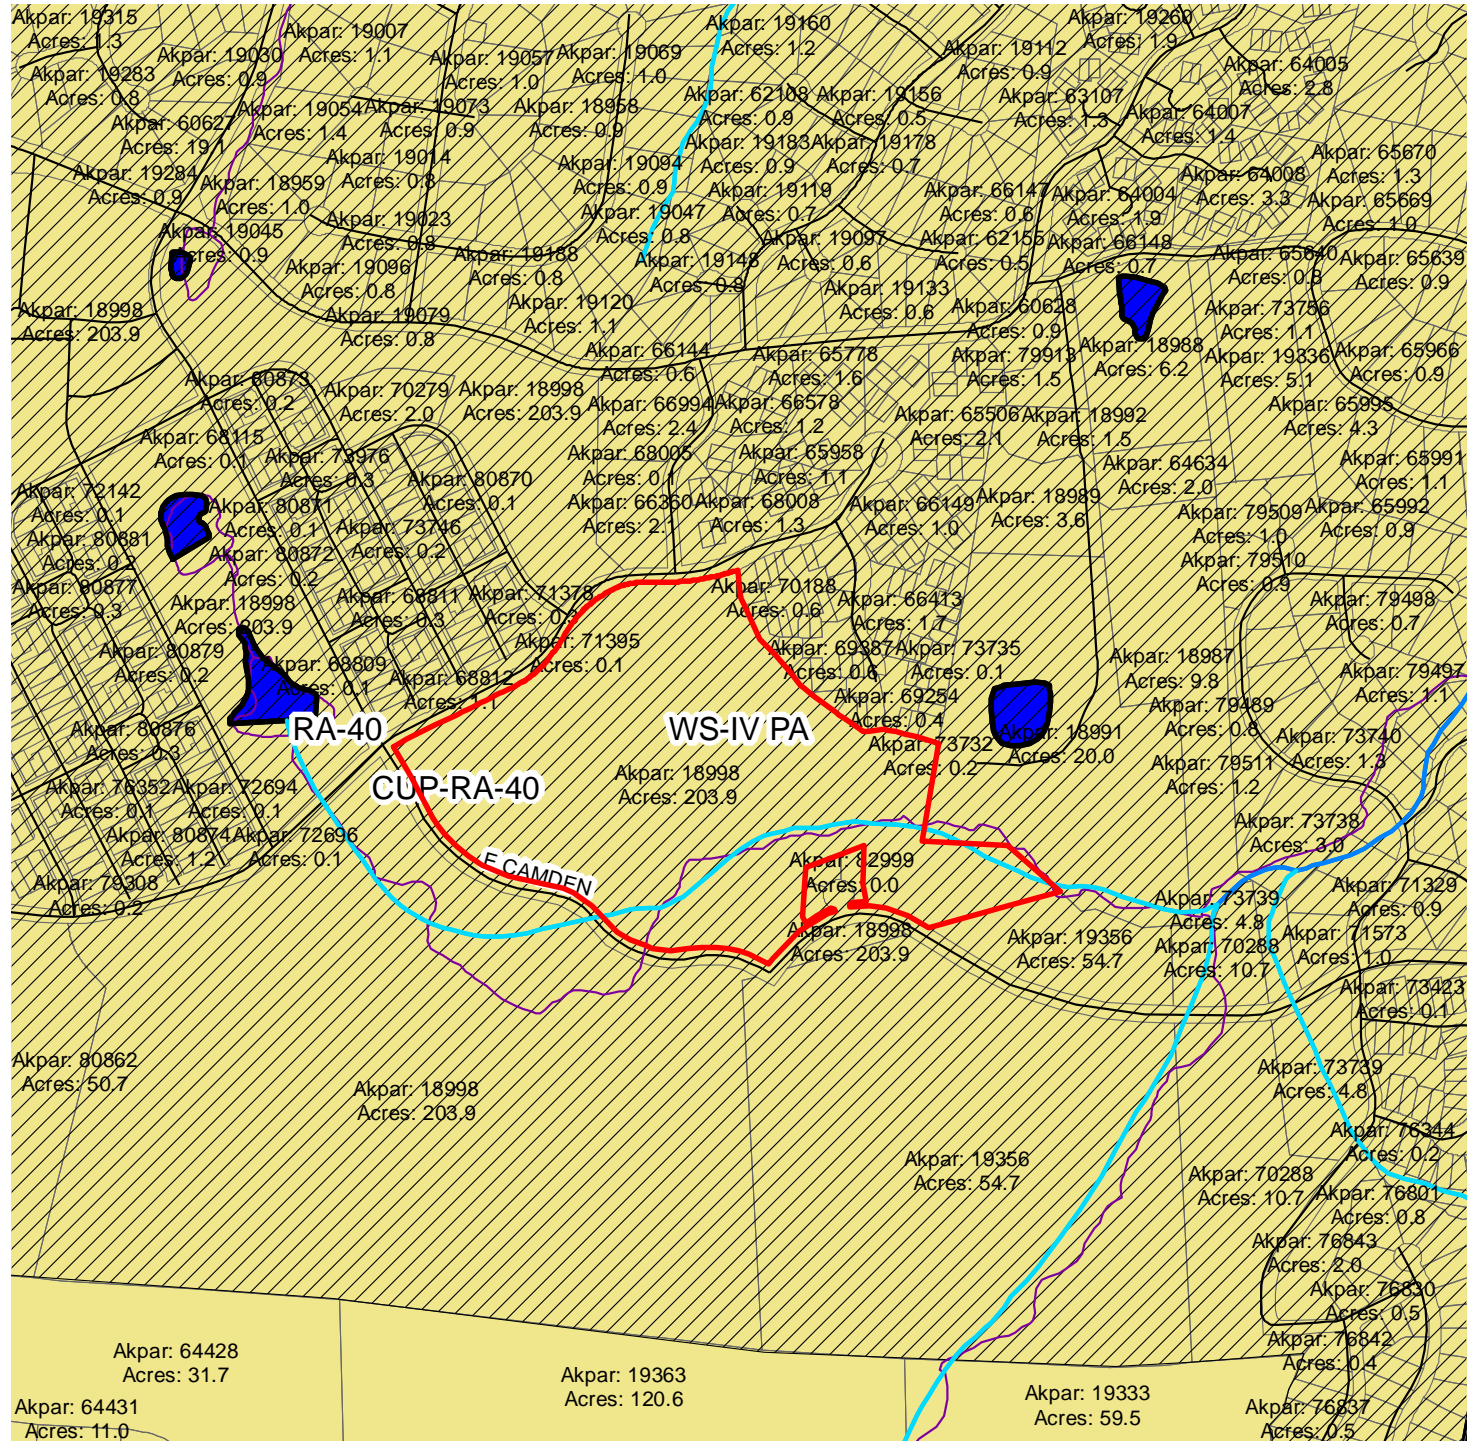 Akpar: 19315
Acres: 1.3
Akpar: 19030
Acres: 0.9
Akpar: 19007
Acres: 1.1
Akpar: 19057
Acres: 1.0
Akpar: 19069
Acres: 1.0
Akpar: 19160
Acres: 1.2
Akpar: 19112
Acres: 0.9
Akpar: 19260
Acres: 1.9
Akpar: 64005
Acres: 2.8
Akpar: 19283
Acres: 0.8
Akpar: 60627
Acres: 19.1
Akpar: 19054
Acres: 1.4
Akpar: 19073
Acres: 0.9
Akpar: 18958
Acres: 0.9
Akpar: 62108
Acres: 0.9
Akpar: 19156
Acres: 0.5
Akpar: 63107
Acres: 1.3
Akpar: 64007
Acres: 1.4
Akpar: 19284
Acres: 0.9
Akpar: 18959
Acres: 1.0
Akpar: 19014
Acres: 0.8
Akpar: 19094
Acres: 0.9
Akpar: 19183
Acres: 0.9
Akpar: 19178
Acres: 0.7
Akpar: 65670
Acres: 1.3
Akpar: 64008
Acres: 3.3
Akpar: 65669
Acres: 1.0
Akpar: 19045
Acres: 0.9
Akpar: 19023
Acres: 0.8
Akpar: 19047
Acres: 0.8
Akpar: 19119
Acres: 0.7
Akpar: 66147
Acres: 0.6
Akpar: 64004
Acres: 1.9
Akpar: 19096
Acres: 0.8
Akpar: 19188
Acres: 0.8
Akpar: 19148
Acres: 0.8
Akpar: 19097
Acres: 0.6
Akpar: 62155
Acres: 0.5
Akpar: 66148
Acres: 0.7
Akpar: 65640
Acres: 0.8
Akpar: 65639
Acres: 0.9
Akpar: 18998
Acres: 203.9
Akpar: 19079
Acres: 0.8
Akpar: 19120
Acres: 1.1
Akpar: 19133
Acres: 0.6
Akpar: 60628
Acres: 0.9
Akpar: 73756
Acres: 1.1
Akpar: 66144
Acres: 0.6
Akpar: 65778
Acres: 1.6
Akpar: 79913
Acres: 1.5
Akpar: 18988
Acres: 6.2
Akpar: 19336
Acres: 5.1
Akpar: 65966
Acres: 0.9
Akpar: 60873
Acres: 0.2
Akpar: 70279
Acres: 2.0
Akpar: 18998
Acres: 203.9
Akpar: 66994
Acres: 2.4
Akpar: 66578
Acres: 1.2
Akpar: 65506
Acres: 2.1
Akpar: 18992
Acres: 1.5
Akpar: 65995
Acres: 4.3
Akpar: 68115
Acres: 0.1
Akpar: 73976
Acres: 0.3
Akpar: 80870
Acres: 0.1
Akpar: 68005
Acres: 0.1
Akpar: 65958
Acres: 1.1
Akpar: 64634
Acres: 2.0
Akpar: 65991
Acres: 1.1
Akpar: 72142
Acres: 0.1
Akpar: 80871
Acres: 0.1
Akpar: 73746
Acres: 0.2
Akpar: 66360
Acres: 2.1
Akpar: 68008
Acres: 1.3
Akpar: 66149
Acres: 1.0
Akpar: 18989
Acres: 3.6
Akpar: 79509
Acres: 1.0
Akpar: 65992
Acres: 0.9
Akpar: 80881
Acres: 0.2
Akpar: 80872
Acres: 0.2
Akpar: 79510
Acres: 0.9
Akpar: 80877
Acres: 0.3
Akpar: 18998
Acres: 203.9
Akpar: 68811
Acres: 0.3
Akpar: 71378
Acres: 0.3
Akpar: 70188
Acres: 0.6
Akpar: 66413
Acres: 1.7
Akpar: 79498
Acres: 0.7
Akpar: 80879
Acres: 0.2
Akpar: 68809
Acres: 0.1
Akpar: 68812
Acres: 1.1
Akpar: 71395
Acres: 0.1
Akpar: 69387
Acres: 0.6
Akpar: 73735
Acres: 0.1
Akpar: 18987
Acres: 9.8
Akpar: 79497
Acres: 1.1
Akpar: 69254
Acres: 0.4
Akpar: 79489
Acres: 0.8
RA-40
WS-IV PA
Akpar: 80876
Acres: 0.3
Akpar: 73732
Acres: 0.2
Akpar: 18991
Acres: 20.0
Akpar: 73740
Acres: 1.3
CUP-RA-40
Akpar: 18998
Acres: 203.9
Akpar: 79511
Acres: 1.2
Akpar: 76352
Acres: 0.1
Akpar: 72694
Acres: 0.1
Akpar: 80874
Acres: 1.2
Akpar: 72696
Acres: 0.1
Akpar: 73738
Acres: 3.0
E CAMDEN
Akpar: 82999
Acres: 0.0
Akpar: 79308
Acres: 0.2
Akpar: 73739
Acres: 4.8
Akpar: 71329
Acres: 0.9
Akpar: 18998
Acres: 203.9
Akpar: 19356
Acres: 54.7
Akpar: 70288
Acres: 10.7
Akpar: 71573
Acres: 1.0
Akpar: 73423
Acres: 0.1
Akpar: 80862
Acres: 50.7
Akpar: 18998
Acres: 203.9
Akpar: 73739
Acres: 4.8
Akpar: 76344
Acres: 0.2
Akpar: 19356
Acres: 54.7
Akpar: 70288
Acres: 10.7
Akpar: 76801
Acres: 0.8
Akpar: 76843
Acres: 2.0
Akpar: 76830
Acres: 0.5
Akpar: 76842
Acres: 0.4
Akpar: 64428
Acres: 31.7
Akpar: 19363
Acres: 120.6
Akpar: 19333
Acres: 59.5
Akpar: 64431
Acres: 11.0
Akpar: 76837
Acres: 0.5